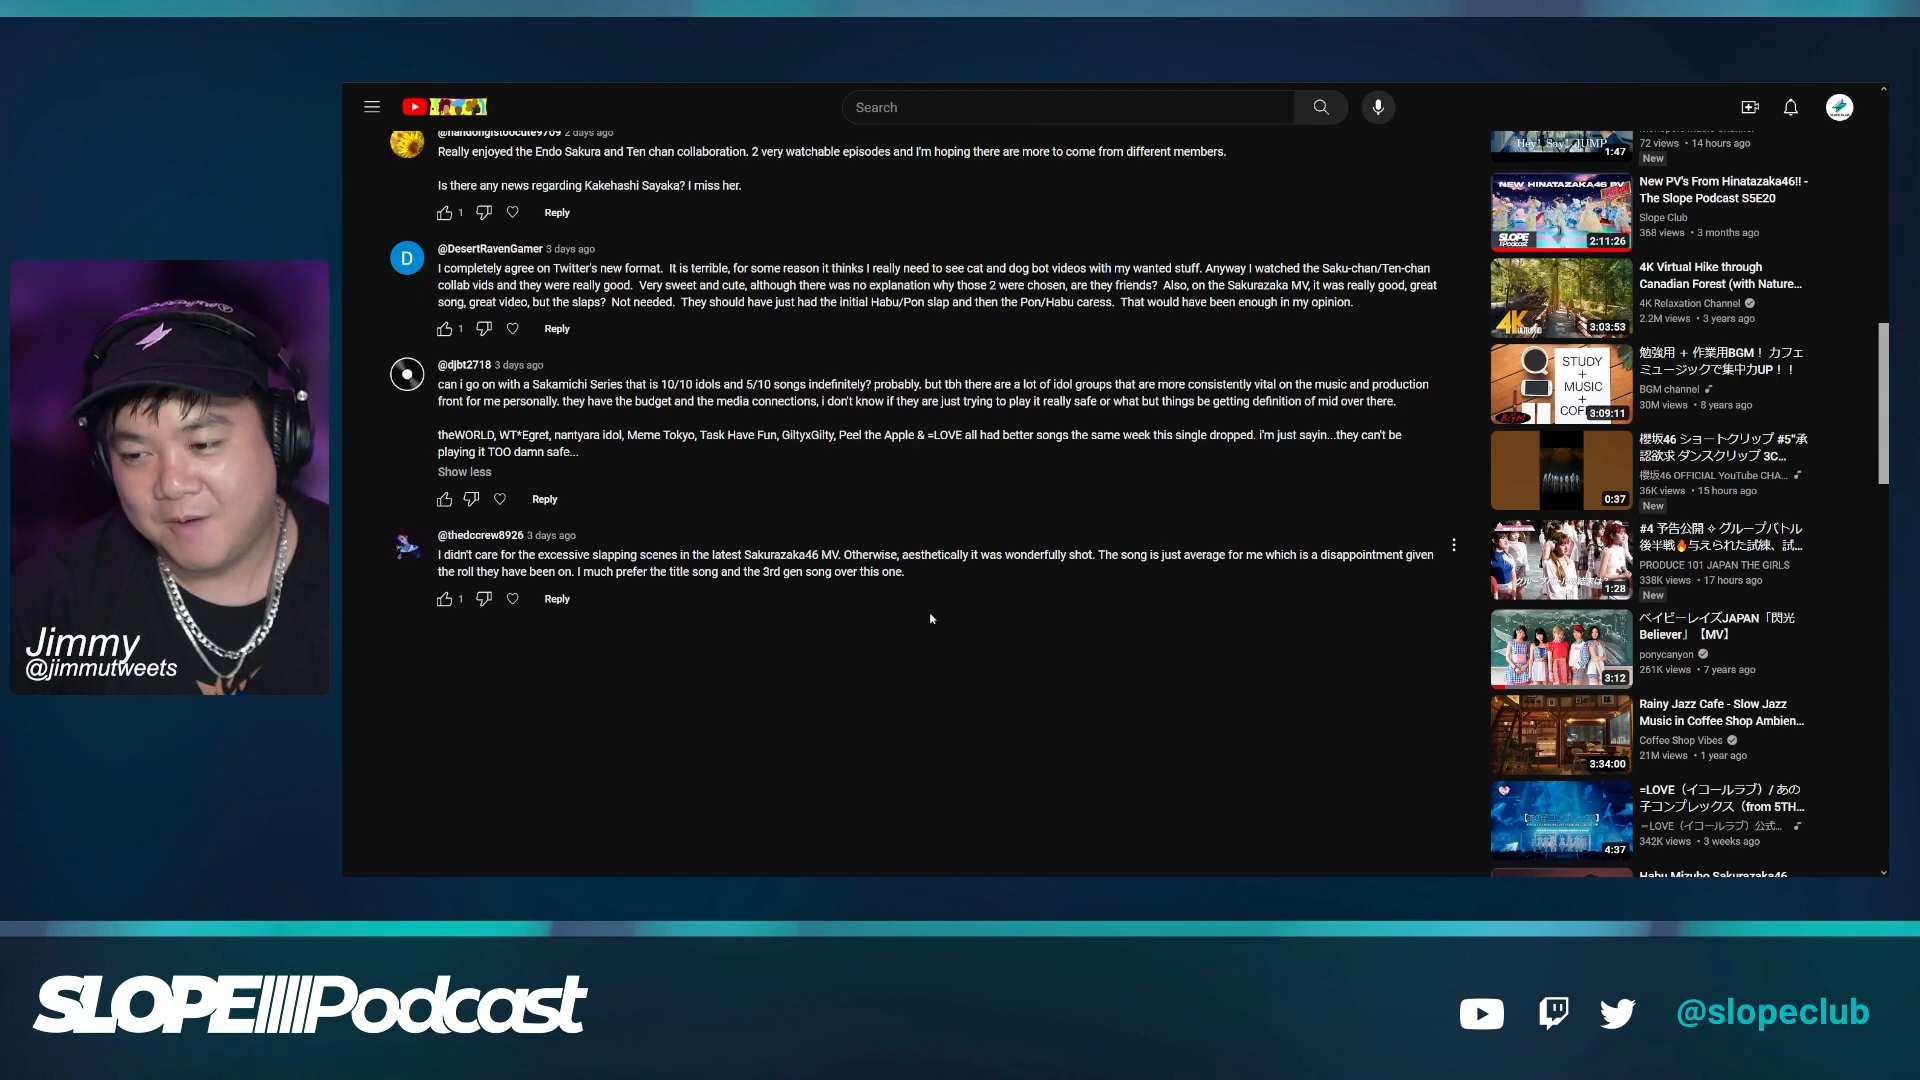 Search
@handongistoocute9709 2 days ago
Really enjoyed the Endo Sakura and Ten chan collaboration. 2 very watchable episodes and I'm hoping there are more to come from different members.
Is there any news regarding Kakehashi Sayaka? I miss her.
1 Reply
D
@DesertRavenGamer 3 days ago
I completely agree on Twitter's new format. It is terrible, for some reason it thinks I really need to see cat and dog bot videos with my wanted stuff. Anyway I watched the Saku-chan/Ten-chan
collab vids and they were really good. Very sweet and cute, although there was no explanation why those 2 were chosen, are they friends? Also, on the Sakurazaka MV, it was really good, great
song, great video, but the slaps? Not needed. They should have just had the initial Habu/Pon slap and then the Pon/Habu caress. That would have been enough in my opinion.
1 Reply
@djbt2718 3 days ago
can i go on with a Sakamichi Series that is 10/10 idols and 5/10 songs indefinitely? probably. but tbh there are a lot of idol groups that are more consistently vital on the music and production
front for me personally. they have the budget and the media connections, i don't know if they are just trying to play it really safe or what but things be getting definition of mid over there.
theWORLD, WT*Egret, nantyara idol, Meme Tokyo, Task Have Fun, GiltyxGilty, Peel the Apple & =LOVE all had better songs the same week this single dropped. i'm just sayin...they can't be
playing it TOO damn safe...
Show less
Reply
@thedccrew8926 3 days ago
I didn't care for the excessive slapping scenes in the latest Sakurazaka46 MV. Otherwise, aesthetically it was wonderfully shot. The song is just average for me which is a disappointment given
the roll they have been on. I much prefer the title song and the 3rd gen song over this one.
1 Reply
Hey! Say! JUMP
1:47
72 views • 14 hours ago
New
NEW HINATAZAKA46 PV
SLOPE
Podcast
2:11:26
New PV's From Hinatazaka46!! -
The Slope Podcast S5E20
Slope Club
368 views • 3 months ago
4K
3:03:53
4K Virtual Hike through
Canadian Forest (with Nature...
4K Relaxation Channel
2.2M views • 3 years ago
STUDY
+
MUSIC
+
COF
BGM
3:09:11
勉強用 + 作業用BGM！ カフェ
ミュージックで集中力UP！！
BGM channel
30M views • 8 years ago
0:37
櫻坂46 ショートクリップ #5“承
認欲求 ダンスクリップ 3C...
櫻坂46 OFFICIAL YouTube CHA...
36K views • 15 hours ago
New
1:28
#4 予告公開 ✧ グループバトル
後半戦🔥与えられた試練、試...
PRODUCE 101 JAPAN THE GIRLS
338K views • 17 hours ago
New
3:12
ベイビーレイズJAPAN「閃光
Believer」【MV】
ponycanyon
261K views • 7 years ago
3:34:00
Rainy Jazz Cafe - Slow Jazz
Music in Coffee Shop Ambien...
Coffee Shop Vibes
21M views • 1 year ago
4:37
=LOVE（イコールラブ）/ あの
子コンプレックス（from 5TH...
＝LOVE（イコールラブ）公式...
342K views • 3 weeks ago
Habu Mizuho Sakurazaka46
Jimmy
@jimmutweets
SLOPE Podcast
@slopeclub